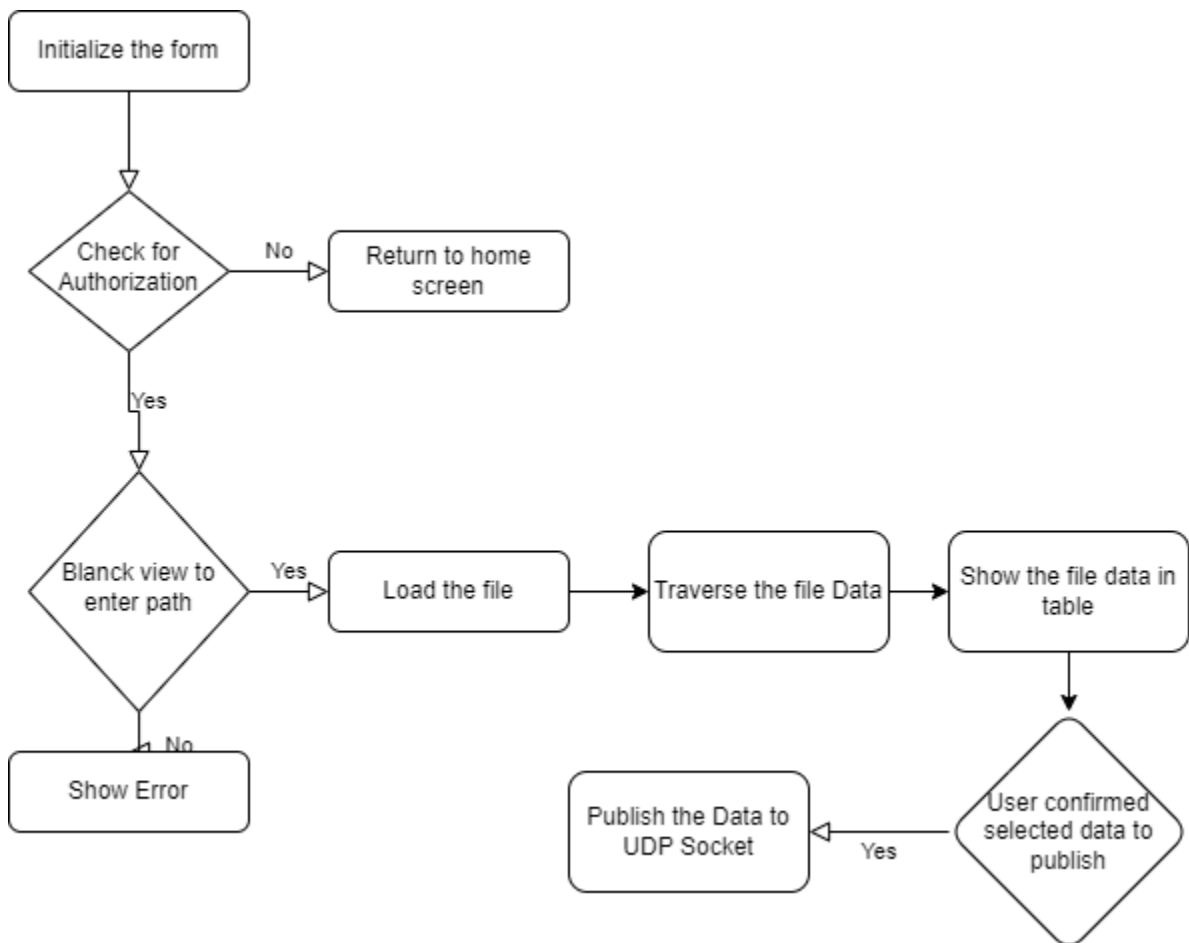 Initialize the form
Check for
Authorization
No
Return to home
screen
Yes
Blanck view to
enter path
Yes
Load the file
Traverse the file Data
Show the file data in
table
No
Show Error
User confirmed
selected data to
publish
Yes
Publish the Data to
UDP Socket